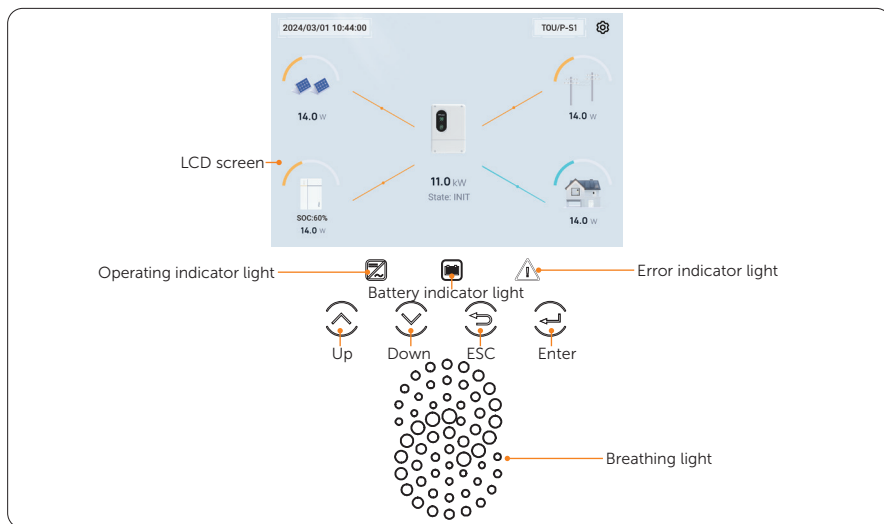 2024/03/01 10:44:00
TOU/P-S1
14.0 W
14.0 W
LCD screen
11.0 kW
State: INIT
SOC:60%
14.0 W
14.0 W
Operating indicator light
Error indicator light
Battery indicator light
Up
Down
ESC
Enter
Breathing light